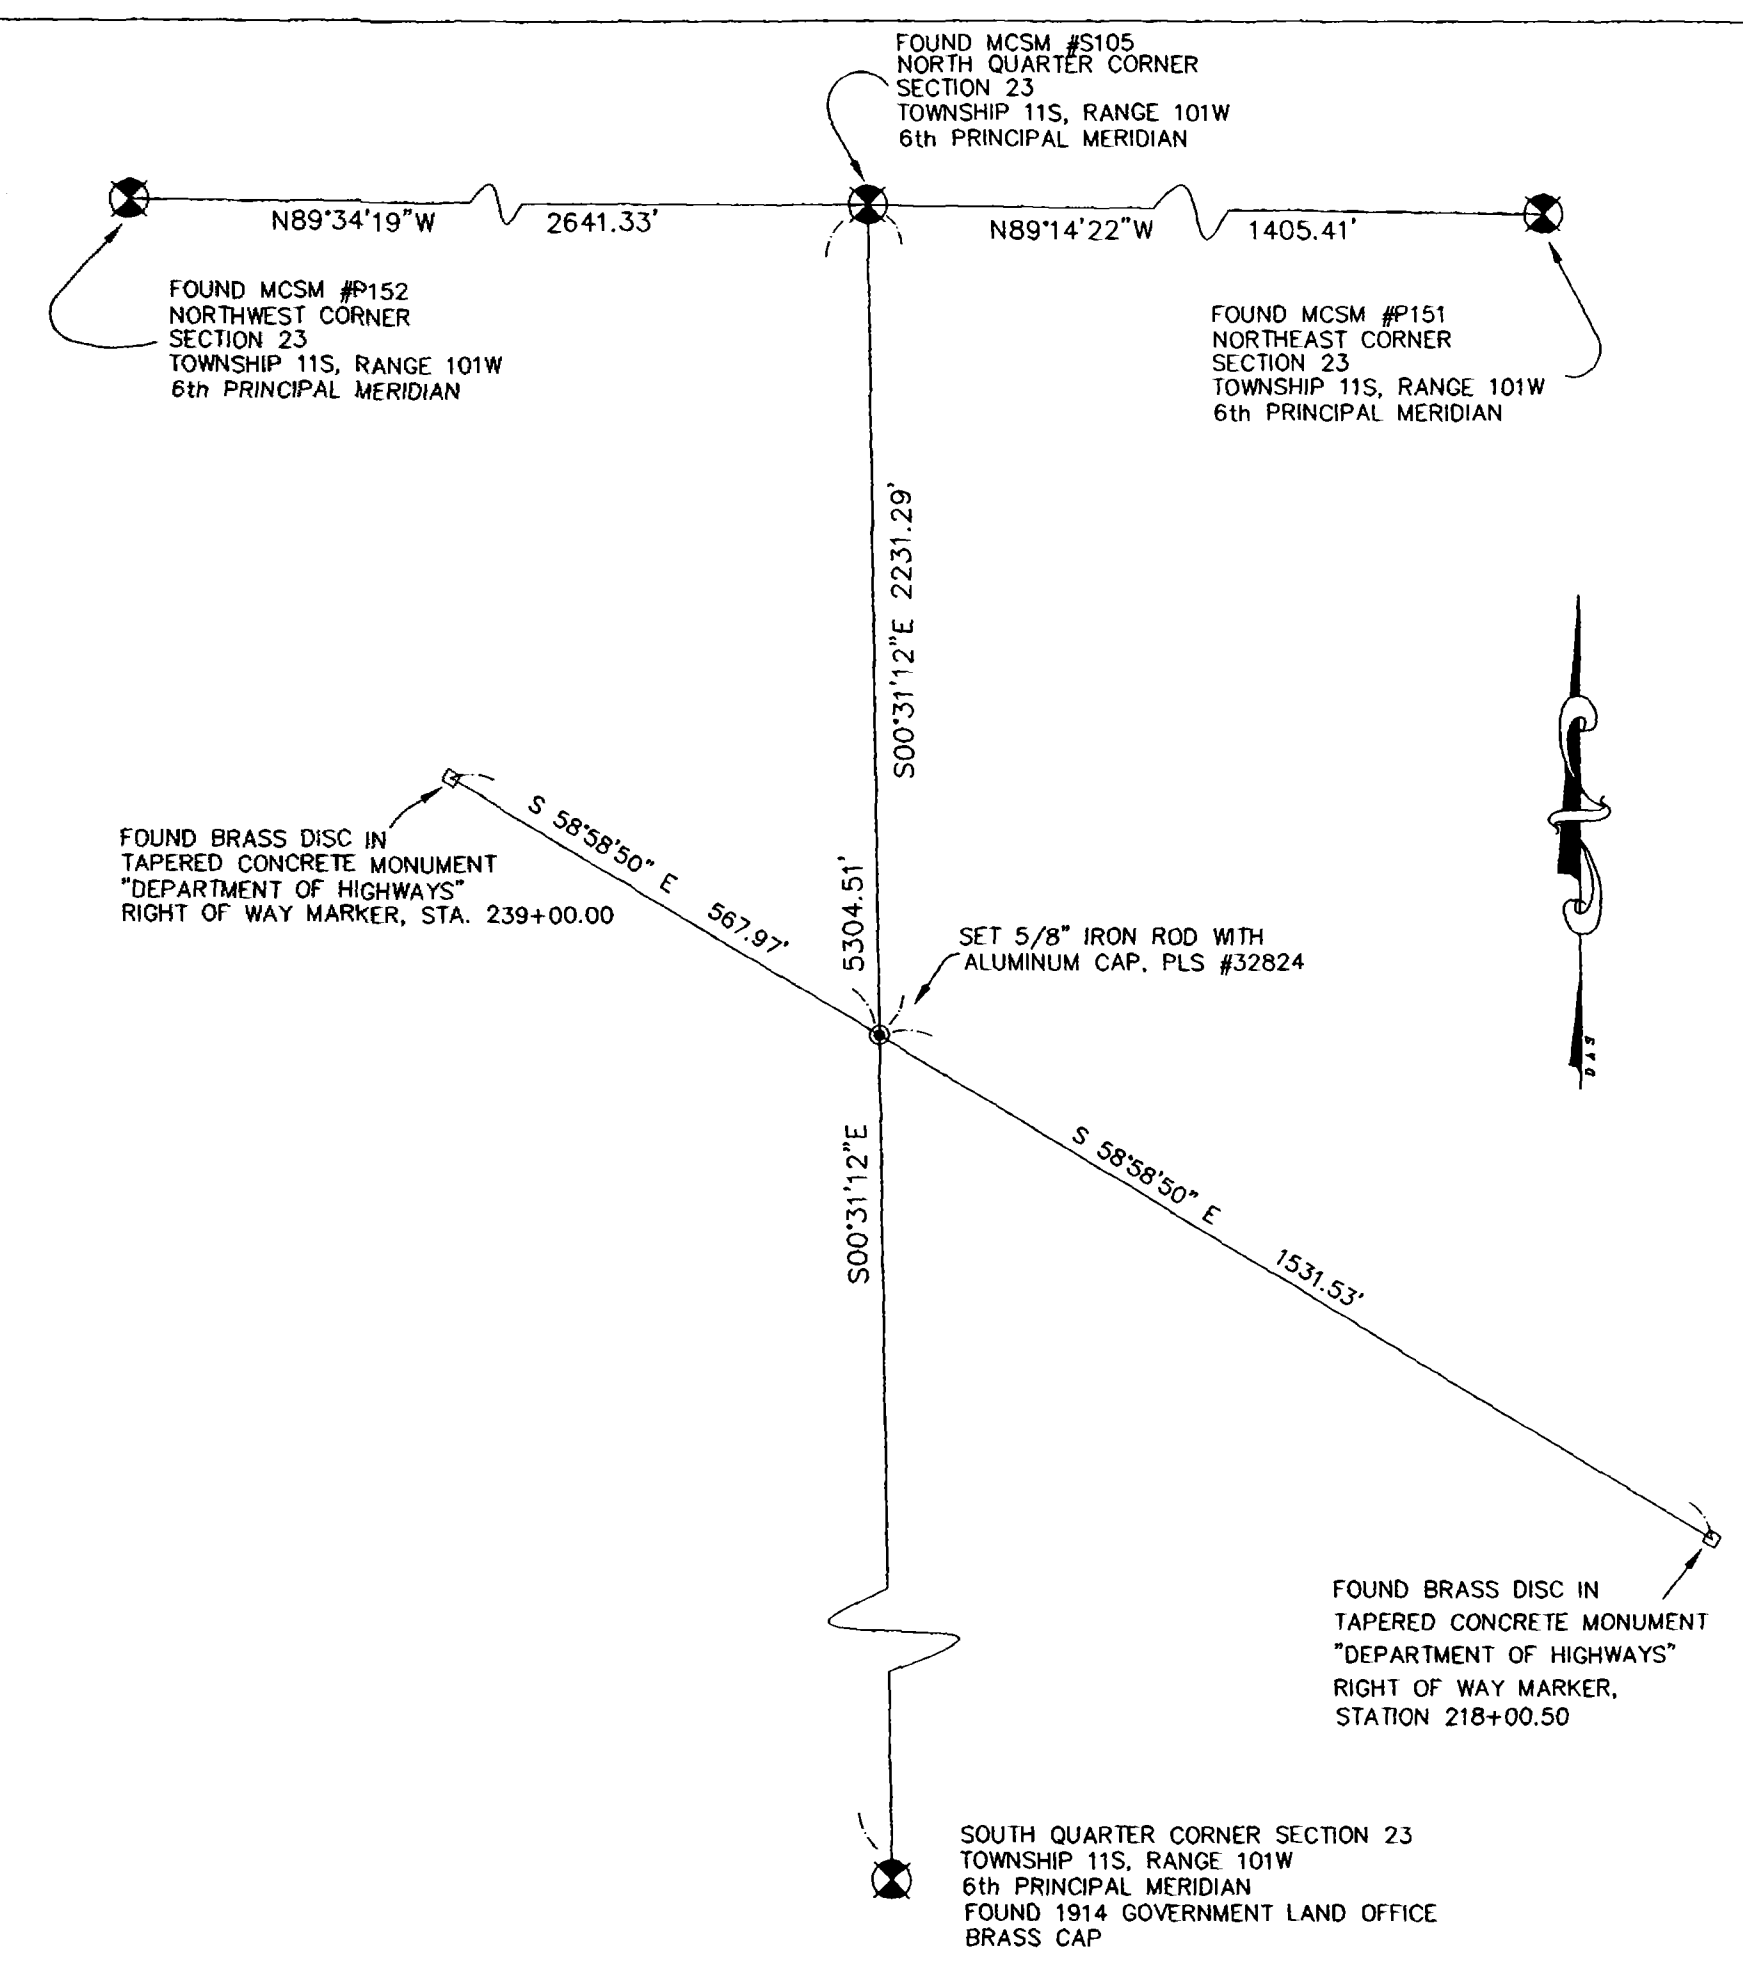 FOUND MCSM #S105
NORTH QUARTER CORNER
SECTION 23
TOWNSHIP 11S, RANGE 101W
6th PRINCIPAL MERIDIAN
N89°34'19"W 2641.33'
N89°14'22"W 1405.41'
FOUND MCSM #P152
NORTHWEST CORNER
SECTION 23
TOWNSHIP 11S, RANGE 101W
6th PRINCIPAL MERIDIAN
FOUND MCSM #P151
NORTHEAST CORNER
SECTION 23
TOWNSHIP 11S, RANGE 101W
6th PRINCIPAL MERIDIAN
S00°31'12"E 2231.29'
S 58°58'50" E 567.97'
FOUND BRASS DISC IN
TAPERED CONCRETE MONUMENT
"DEPARTMENT OF HIGHWAYS"
RIGHT OF WAY MARKER, STA. 239+00.00
5304.51'
SET 5/8" IRON ROD WITH
ALUMINUM CAP, PLS #32824
S00°31'12"E
S 58°58'50" E
1531.53'
FOUND BRASS DISC IN
TAPERED CONCRETE MONUMENT
"DEPARTMENT OF HIGHWAYS"
RIGHT OF WAY MARKER,
STATION 218+00.50
SOUTH QUARTER CORNER SECTION 23
TOWNSHIP 11S, RANGE 101W
6th PRINCIPAL MERIDIAN
FOUND 1914 GOVERNMENT LAND OFFICE
BRASS CAP